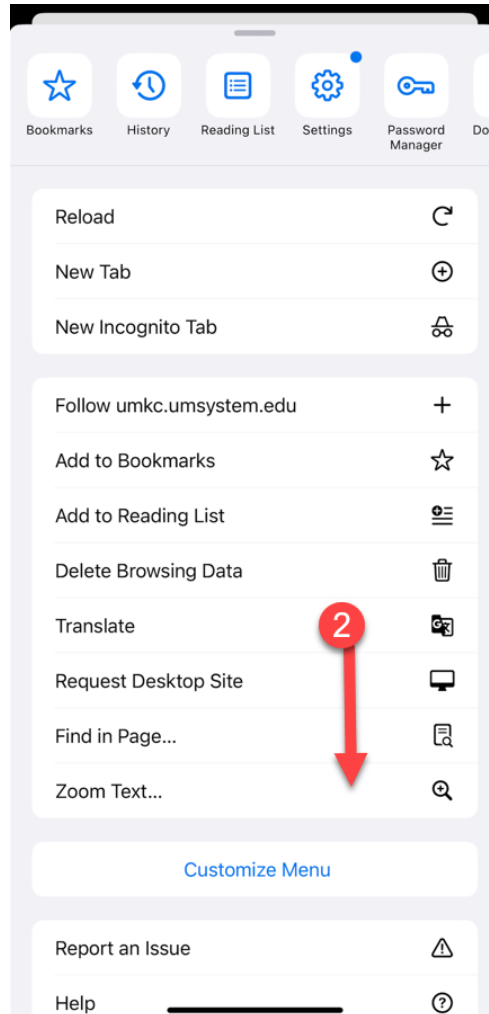 Bookmarks
History
Reading List
Settings
Password
Manager
Do
Reload
New Tab
New Incognito Tab
Follow umkc.umsystem.edu
Add to Bookmarks
Add to Reading List
Delete Browsing Data
Translate
2
Request Desktop Site
Find in Page...
Zoom Text...
Customize Menu
Report an Issue
Help